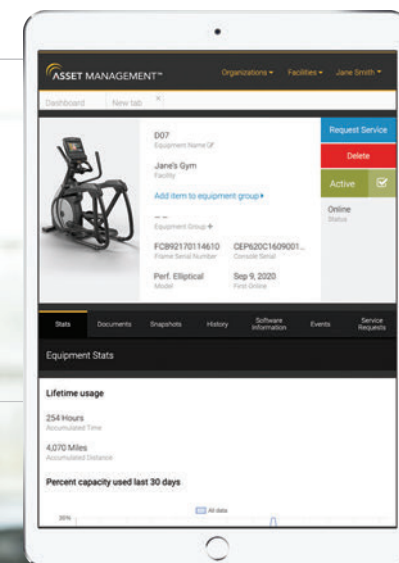 ASSET MANAGEMENT™
Organizations Facilities Jane Smith
Dashboard New tab ×
D07
Equipment Name
Jane's Gym
Facility
Add item to equipment group
– –
Equipment Group +
FCB92170114610 CEP620C1609001...
Frame Serial Number Console Serial
Perf. Elliptical Sep 9, 2020
Model First Online
Request Service
Delete
Active
Online
Status
Stats Documents Snapshots History Software Information Events Service Requests
Equipment Stats
Lifetime usage
254 Hours
Accumulated Time
4,070 Miles
Accumulated Distance
Percent capacity used last 30 days
All data